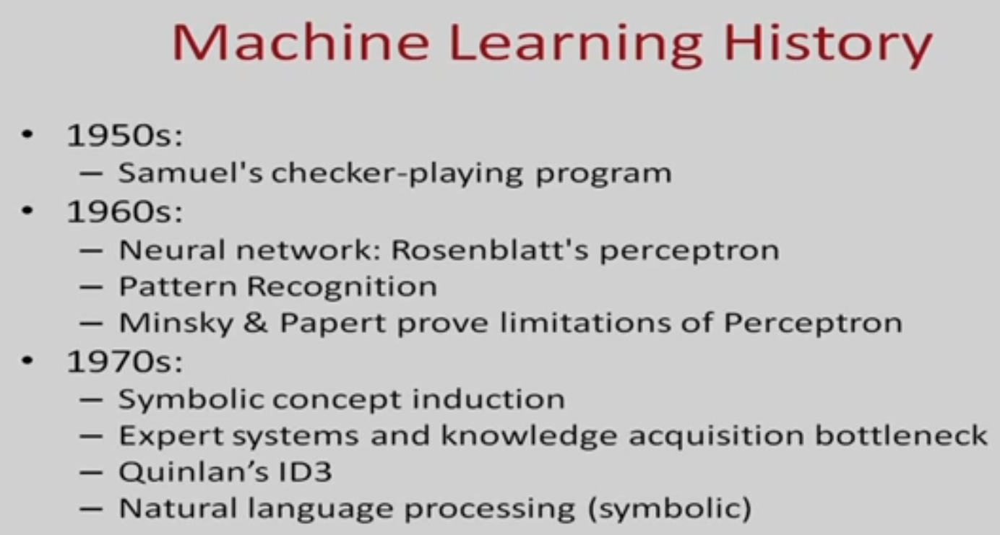 Machine Learning History
• 1950s:
– Samuel's checker-playing program
• 1960s:
– Neural network: Rosenblatt's perceptron
– Pattern Recognition
– Minsky & Papert prove limitations of Perceptron
• 1970s:
– Symbolic concept induction
– Expert systems and knowledge acquisition bottleneck
– Quinlan’s ID3
– Natural language processing (symbolic)